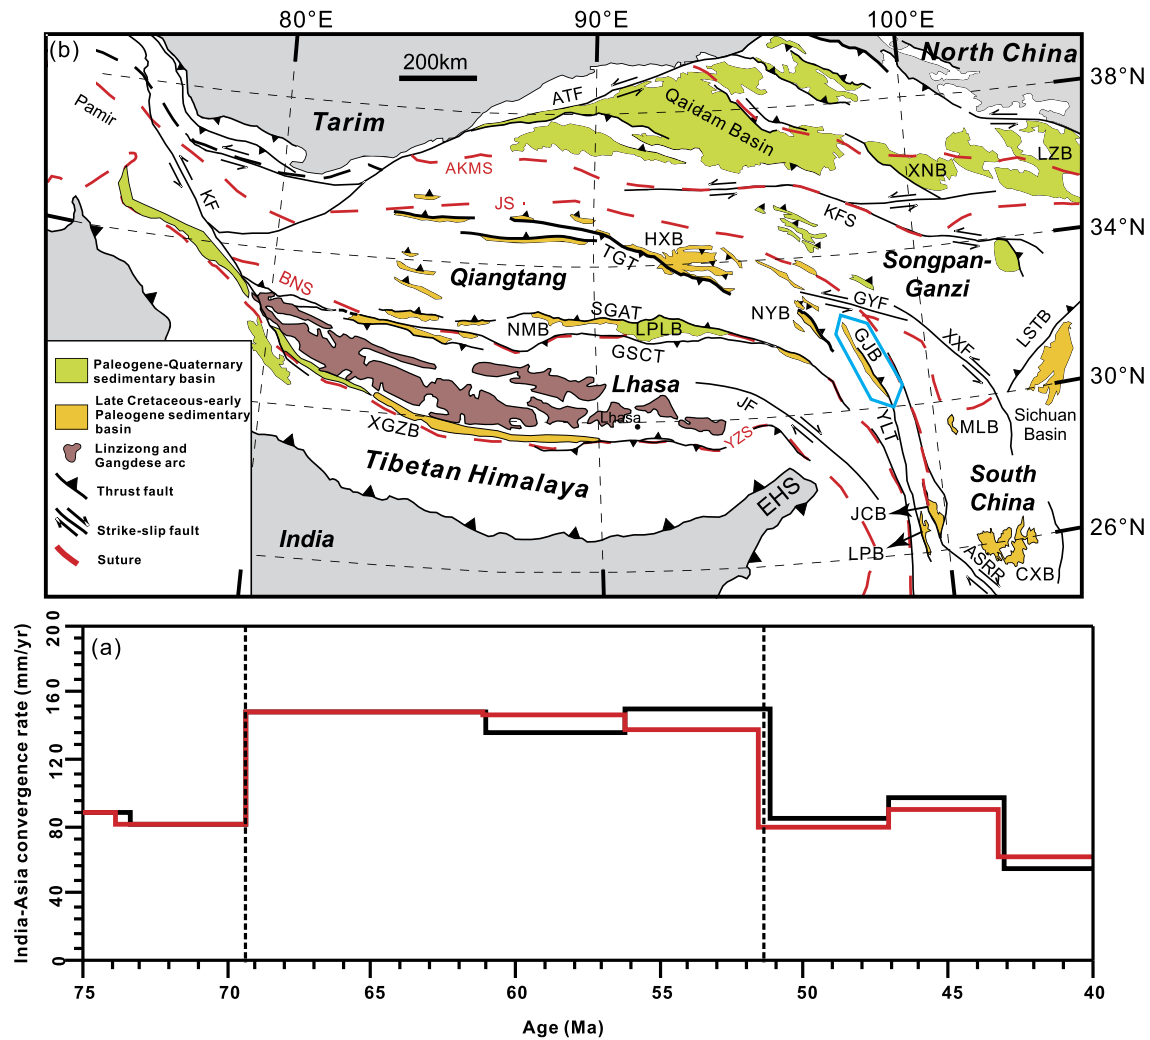 80°E
90°E
100°E
(b)
North China
200km
38°N
ATF
Pamir
Tarim
Qaidam Basin
LZB
XNB
AKMS
KF
JS
KFS
34°N
HXB
TGT
Songpan-
Ganzi
BNS
Qiangtang
GYF
SGAT
NYB
NMB
LPLB
GJB
XXF
LSTB
GSCT
30°N
Paleogene-Quaternary
sedimentary basin
Late Cretaceous-early
Paleogene sedimentary
basin
Linzizong and
Gangdese arc
Thrust fault
Strike-slip fault
Suture
Lhasa
Lhasa
JF
XGZB
YZS
YLT
MLB
Sichuan
Basin
Tibetan Himalaya
South
China
EHS
JCB
India
26°N
LPB
ASRR
CXB
(a)
India-Asia convergence rate (mm/yr)
200
160
120
80
40
0
75
70
65
60
55
50
45
40
Age (Ma)